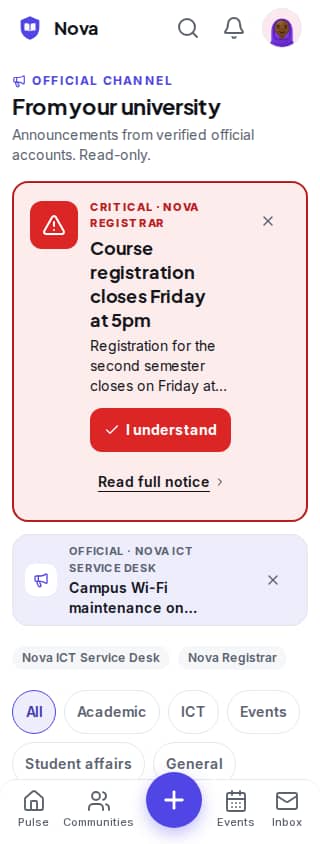 Nova
OFFICIAL CHANNEL
From your university
Announcements from verified official
accounts. Read-only.
CRITICAL · NOVA
REGISTRAR
Course
registration
closes Friday
at 5pm
Registration for the
second semester
closes on Friday at...
I understand
Read full notice
OFFICIAL · NOVA ICT
SERVICE DESK
Campus Wi-Fi
maintenance on...
Nova ICT Service Desk Nova Registrar
All Academic ICT Events
Student affairs General
Pulse Communities Events Inbox